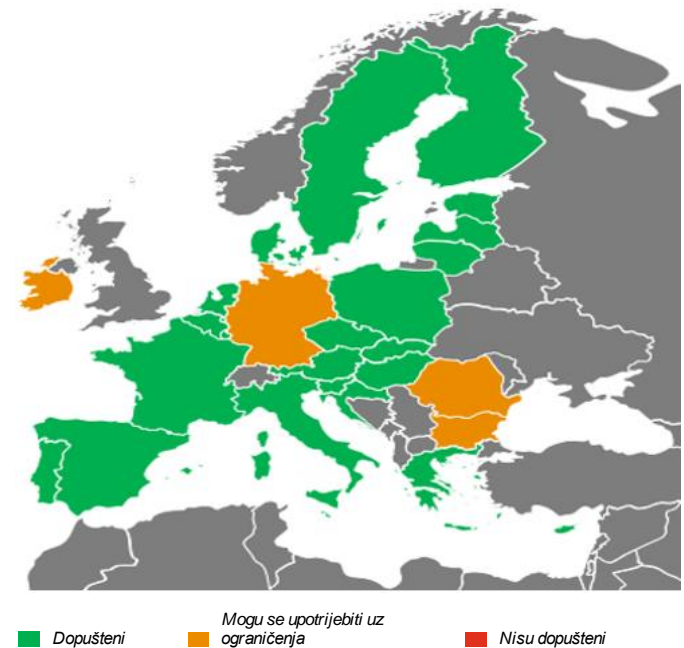 Dopušteni
Mogu se upotrijebiti uz
ograničenja
Nisu dopušteni